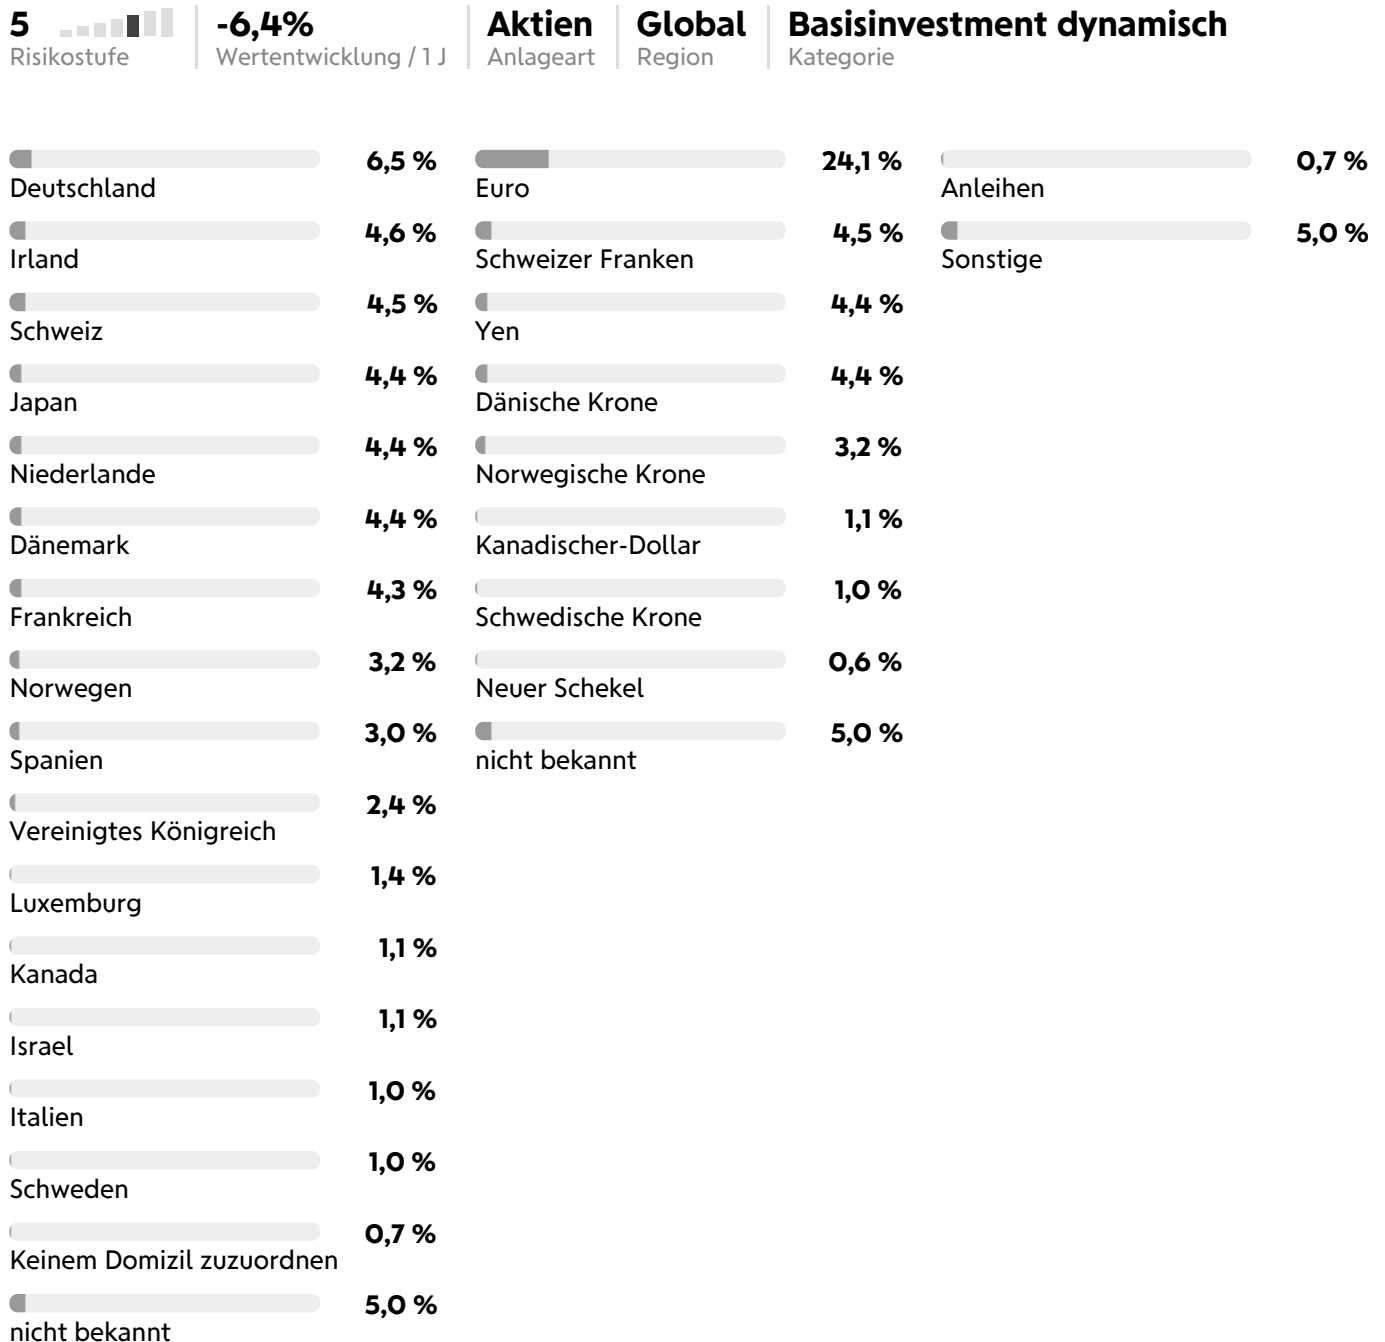 5
Risikostufe
-6,4%
Wertentwicklung / 1 J
Aktien
Anlageart
Global
Region
Basisinvestment dynamisch
Kategorie
6,5 %
Deutschland
4,6 %
Irland
4,5 %
Schweiz
4,4 %
Japan
4,4 %
Niederlande
4,4 %
Dänemark
4,3 %
Frankreich
3,2 %
Norwegen
3,0 %
Spanien
2,4 %
Vereinigtes Königreich
1,4 %
Luxemburg
1,1 %
Kanada
1,1 %
Israel
1,0 %
Italien
1,0 %
Schweden
0,7 %
Keinem Domizil zuzuordnen
5,0 %
nicht bekannt
24,1 %
Euro
4,5 %
Schweizer Franken
4,4 %
Yen
4,4 %
Dänische Krone
3,2 %
Norwegische Krone
1,1 %
Kanadischer-Dollar
1,0 %
Schwedische Krone
0,6 %
Neuer Schekel
5,0 %
nicht bekannt
0,7 %
Anleihen
5,0 %
Sonstige